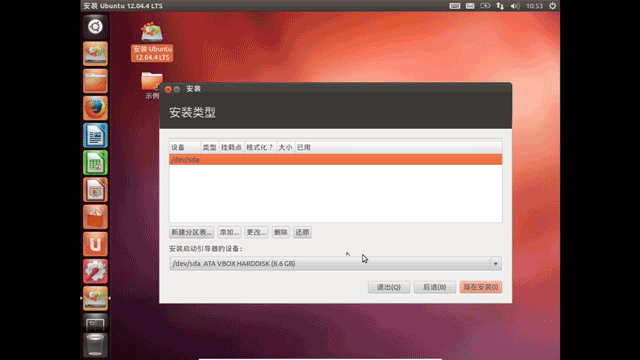 安装 Ubuntu 12.04.4 LTS
10:53
安装 Ubuntu
12.04.4 LTS
示例
安装
安装类型
设备 类型 挂载点 格式化？ 大小 已用
/dev/sda
新建分区表... 添加... 更改... 删除 还原
安装启动引导器的设备：
/dev/sda ATA VBOX HARDDISK (8.6 GB)
退出(Q) 后退(B) 现在安装(I)